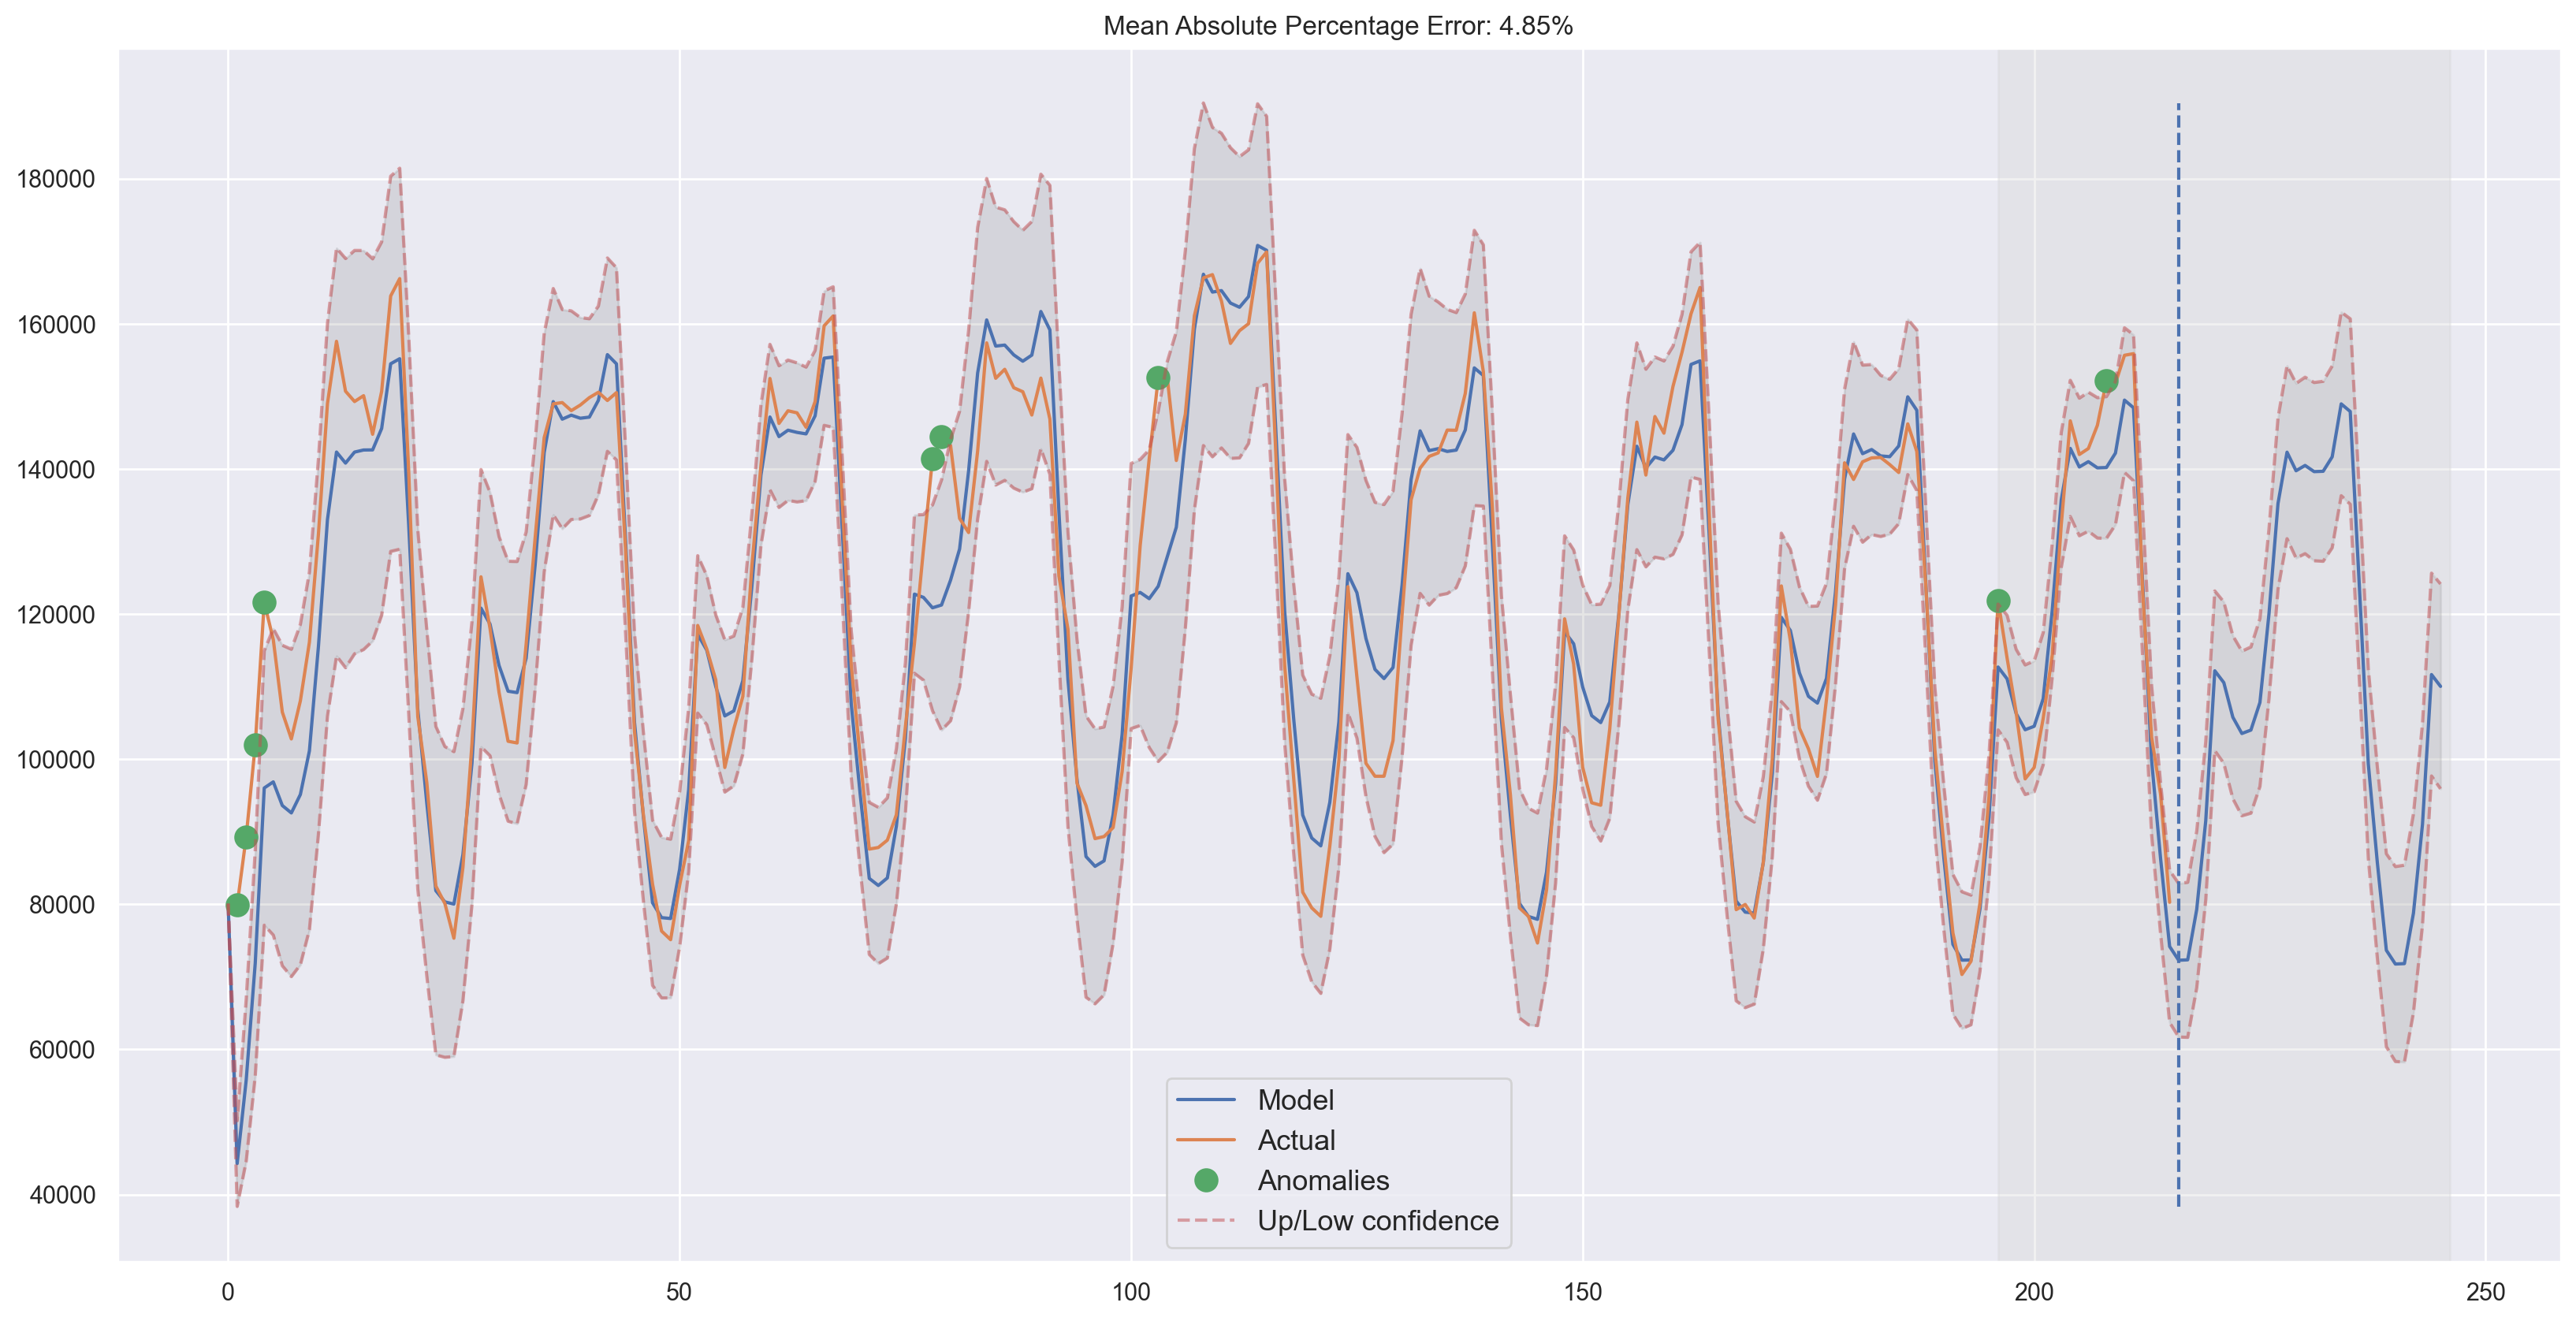 Mean Absolute Percentage Error: 4.85%
180000
160000
140000
120000
100000
80000
60000
40000
Model
Actual
Anomalies
Up/Low confidence
0
50
100
150
200
250